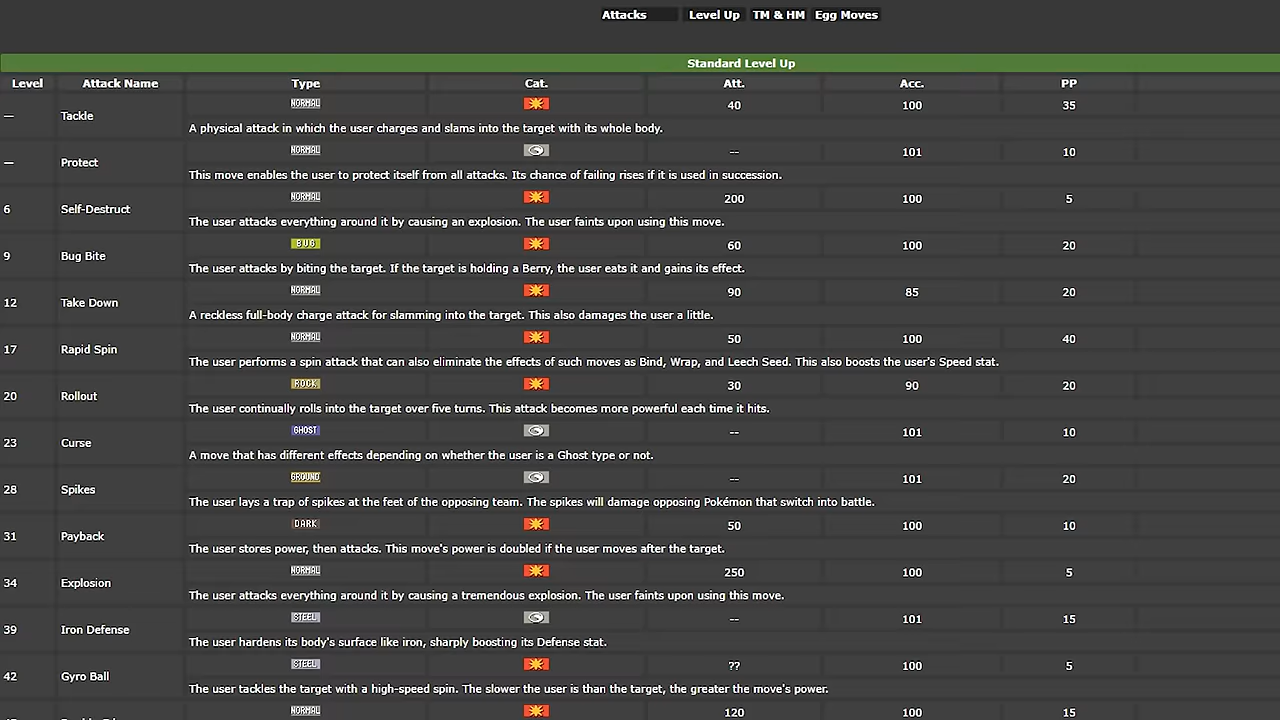 Attacks Level Up TM & HM Egg Moves
Standard Level Up
Level Attack Name Type Cat. Att. Acc. PP
— Tackle NORMAL 40 100 35
A physical attack in which the user charges and slams into the target with its whole body.
— Protect NORMAL -- 101 10
This move enables the user to protect itself from all attacks. Its chance of failing rises if it is used in succession.
6 Self-Destruct NORMAL 200 100 5
The user attacks everything around it by causing an explosion. The user faints upon using this move.
9 Bug Bite BUG 60 100 20
The user attacks by biting the target. If the target is holding a Berry, the user eats it and gains its effect.
12 Take Down NORMAL 90 85 20
A reckless full-body charge attack for slamming into the target. This also damages the user a little.
17 Rapid Spin NORMAL 50 100 40
The user performs a spin attack that can also eliminate the effects of such moves as Bind, Wrap, and Leech Seed. This also boosts the user's Speed stat.
20 Rollout ROCK 30 90 20
The user continually rolls into the target over five turns. This attack becomes more powerful each time it hits.
23 Curse GHOST -- 101 10
A move that has different effects depending on whether the user is a Ghost type or not.
28 Spikes GROUND -- 101 20
The user lays a trap of spikes at the feet of the opposing team. The spikes will damage opposing Pokémon that switch into battle.
31 Payback DARK 50 100 10
The user stores power, then attacks. This move's power is doubled if the user moves after the target.
34 Explosion NORMAL 250 100 5
The user attacks everything around it by causing a tremendous explosion. The user faints upon using this move.
39 Iron Defense STEEL -- 101 15
The user hardens its body's surface like iron, sharply boosting its Defense stat.
42 Gyro Ball STEEL ?? 100 5
The user tackles the target with a high-speed spin. The slower the user is than the target, the greater the move's power.
NORMAL 120 100 15